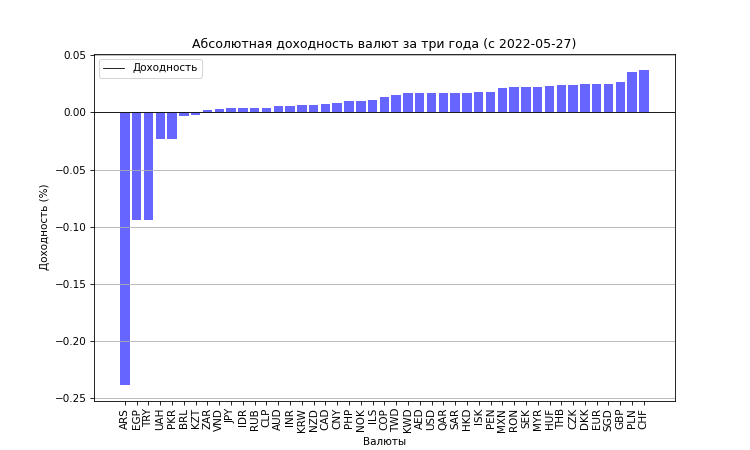 Абсолютная доходность валют за три года (с 2022-05-27)
Доходность
0.05
0.00
−0.05
−0.10
−0.15
−0.20
−0.25
Доходность (%)
ARS
EGP
TRY
UAH
PKR
BRL
KZT
ZAR
VND
JPY
IDR
RUB
CLP
AUD
INR
KRW
NZD
CAD
CNY
PHP
NOK
ILS
COP
TWD
KWD
AED
USD
QAR
SAR
HKD
ISK
PEN
MXN
RON
SEK
MYR
HUF
THB
CZK
DKK
EUR
SGD
GBP
PLN
CHF
Валюты